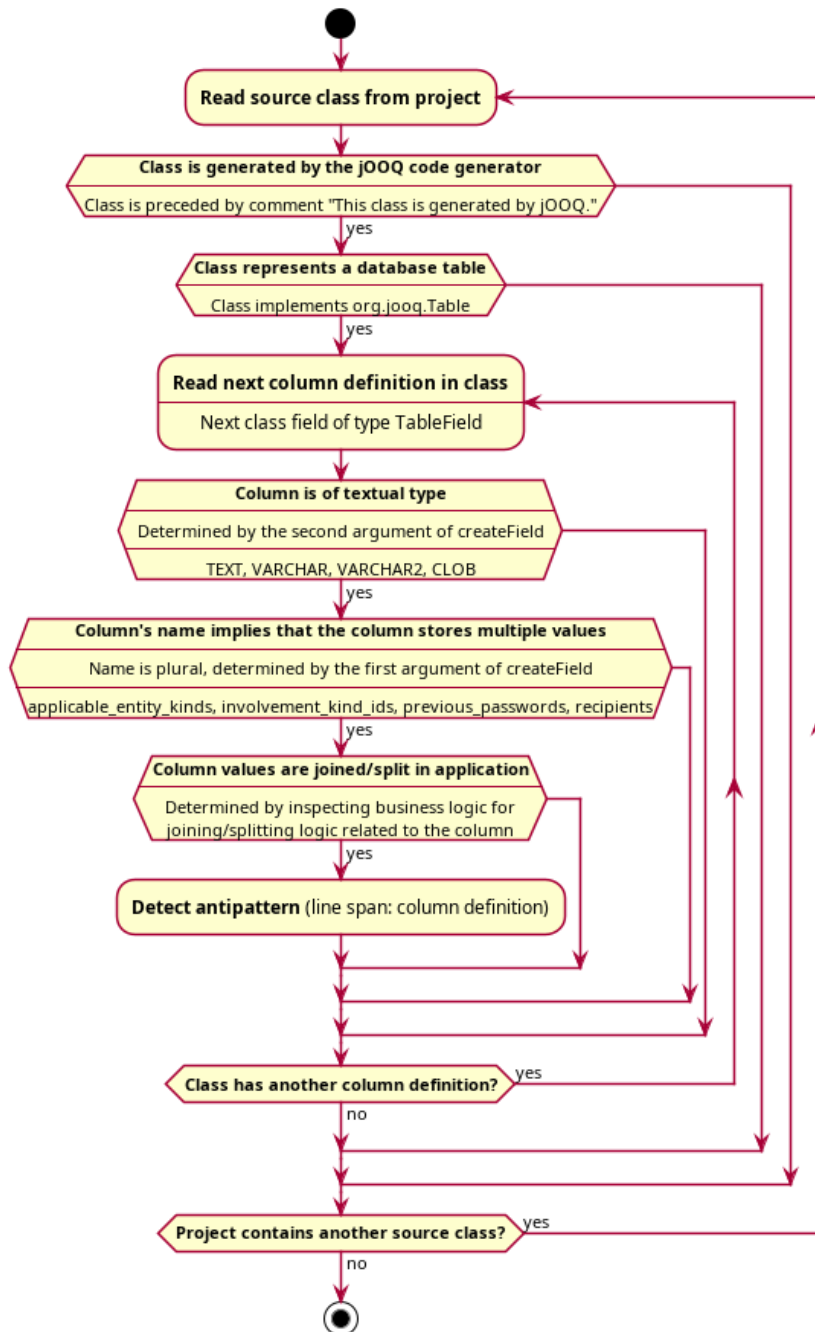 Read source class from project
Class is generated by the jOOQ code generator
Class is preceded by comment "This class is generated by jOOQ."
yes
Class represents a database table
Class implements org.jooq.Table
yes
Read next column definition in class
Next class field of type TableField
Column is of textual type
Determined by the second argument of createField
TEXT, VARCHAR, VARCHAR2, CLOB
yes
Column's name implies that the column stores multiple values
Name is plural, determined by the first argument of createField
applicable_entity_kinds, involvement_kind_ids, previous_passwords, recipients
yes
Column values are joined/split in application
Determined by inspecting business logic for
joining/splitting logic related to the column
yes
Detect antipattern (line span: column definition)
Class has another column definition?
yes
no
Project contains another source class?
yes
no